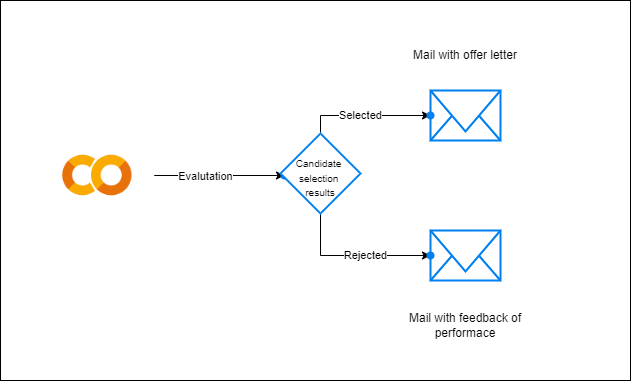 Mail with offer letter
Selected
Evalutation
Candidate
selection
results
Rejected
Mail with feedback of
performace